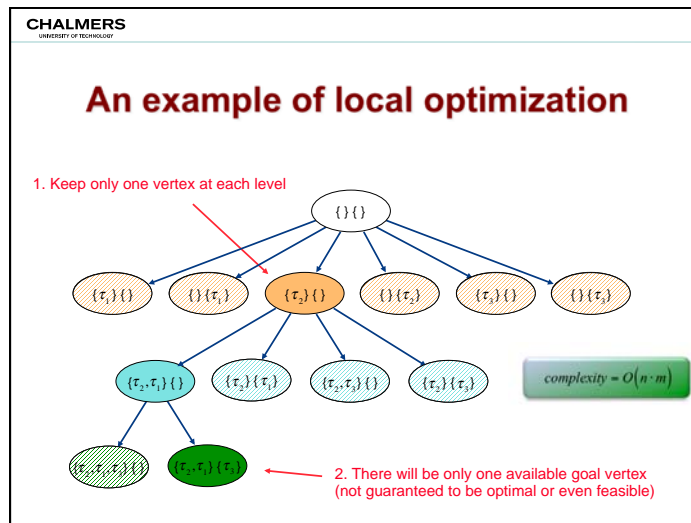 CHALMERS
UNIVERSITY OF TECHNOLOGY
An example of local optimization
1. Keep only one vertex at each level
{ } { }
{τ₁} { }
{ } {τ₁}
{τ₂} { }
{ } {τ₂}
{τ₃} { }
{ } {τ₃}
{τ₂,τ₁} { }
{τ₂} {τ₁}
{τ₂,τ₃} { }
{τ₂} {τ₃}
complexity = O(n·m)
{τ₂,τ₁,τ₃} { }
{τ₂,τ₁} {τ₃}
2. There will be only one available goal vertex
(not guaranteed to be optimal or even feasible)